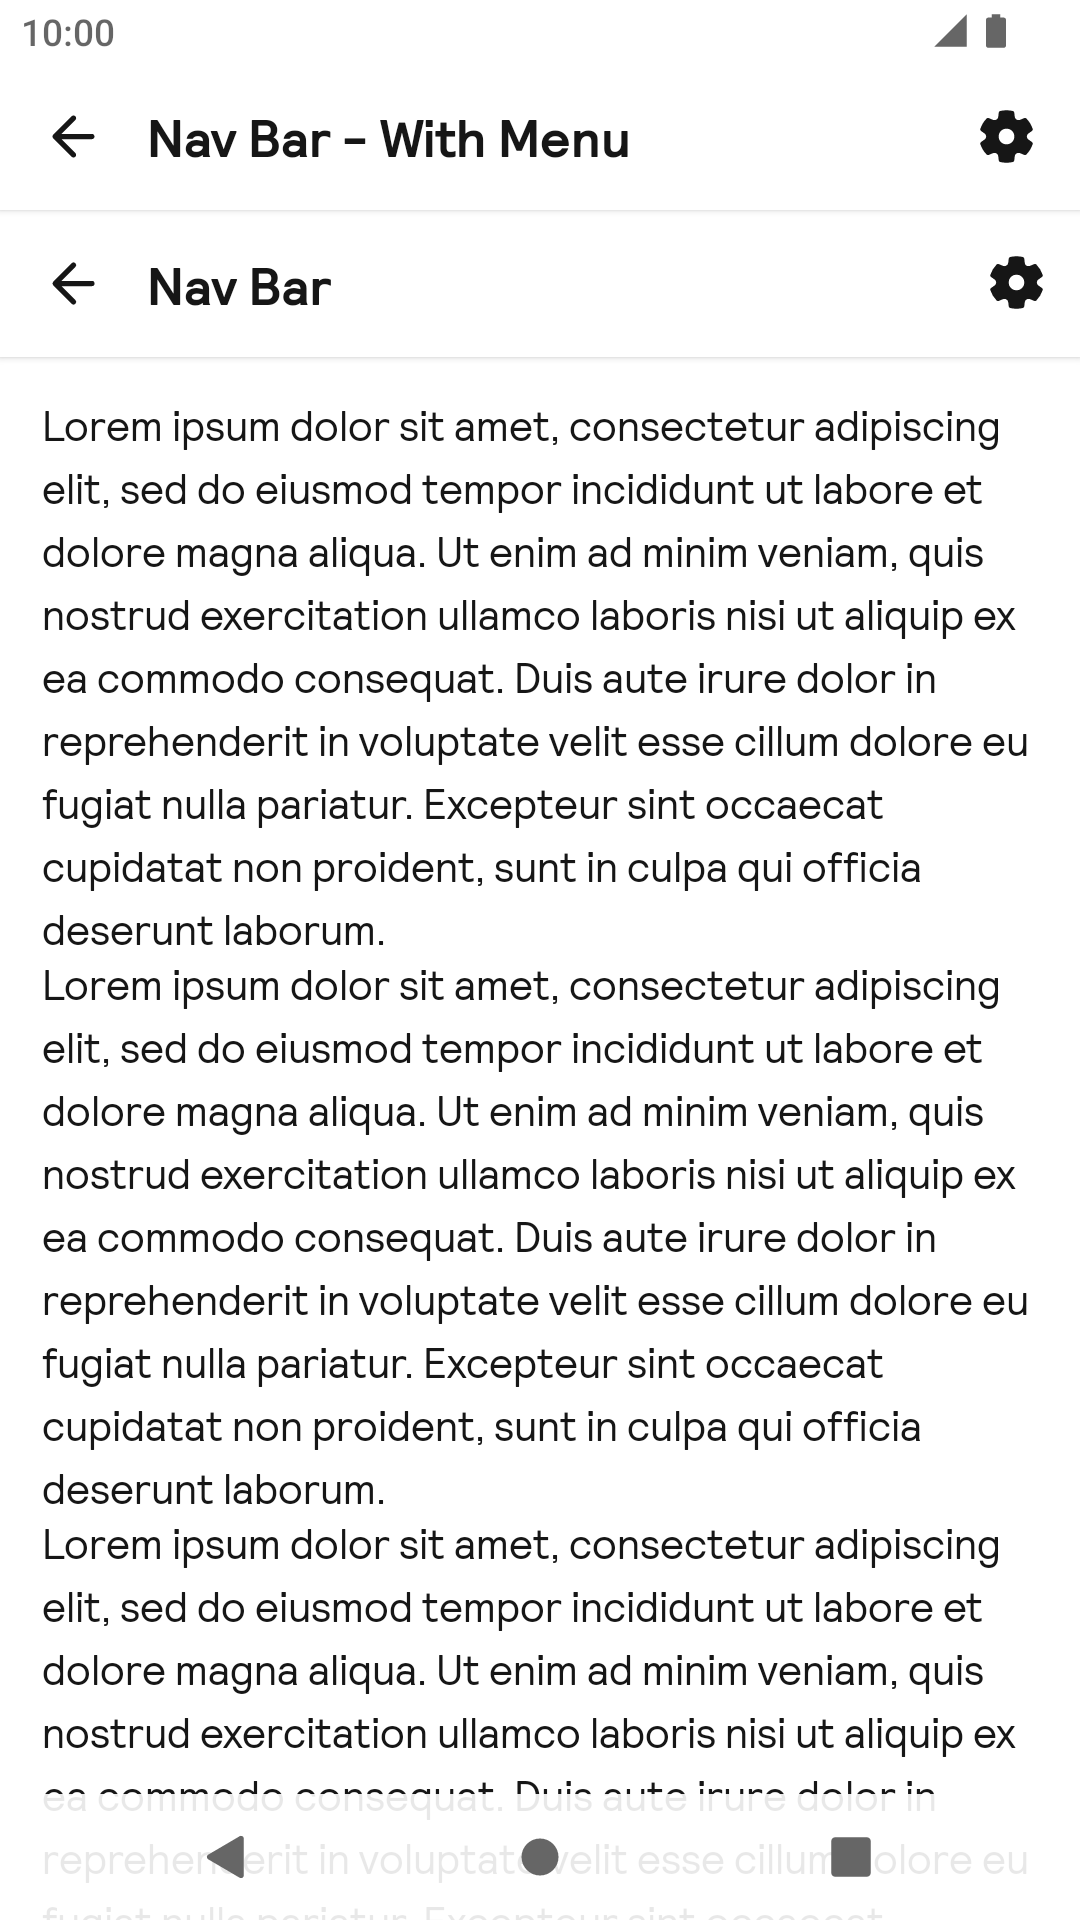 10:00
Nav Bar - With Menu
Nav Bar
Lorem ipsum dolor sit amet, consectetur adipiscing
elit, sed do eiusmod tempor incididunt ut labore et
dolore magna aliqua. Ut enim ad minim veniam, quis
nostrud exercitation ullamco laboris nisi ut aliquip ex
ea commodo consequat. Duis aute irure dolor in
reprehenderit in voluptate velit esse cillum dolore eu
fugiat nulla pariatur. Excepteur sint occaecat
cupidatat non proident, sunt in culpa qui officia
deserunt laborum.
Lorem ipsum dolor sit amet, consectetur adipiscing
elit, sed do eiusmod tempor incididunt ut labore et
dolore magna aliqua. Ut enim ad minim veniam, quis
nostrud exercitation ullamco laboris nisi ut aliquip ex
ea commodo consequat. Duis aute irure dolor in
reprehenderit in voluptate velit esse cillum dolore eu
fugiat nulla pariatur. Excepteur sint occaecat
cupidatat non proident, sunt in culpa qui officia
deserunt laborum.
Lorem ipsum dolor sit amet, consectetur adipiscing
elit, sed do eiusmod tempor incididunt ut labore et
dolore magna aliqua. Ut enim ad minim veniam, quis
nostrud exercitation ullamco laboris nisi ut aliquip ex
ea commodo consequat. Duis aute irure dolor in
reprehenderit in voluptate velit esse cillum dolore eu
fugiat nulla pariatur. Excepteur sint occaecat